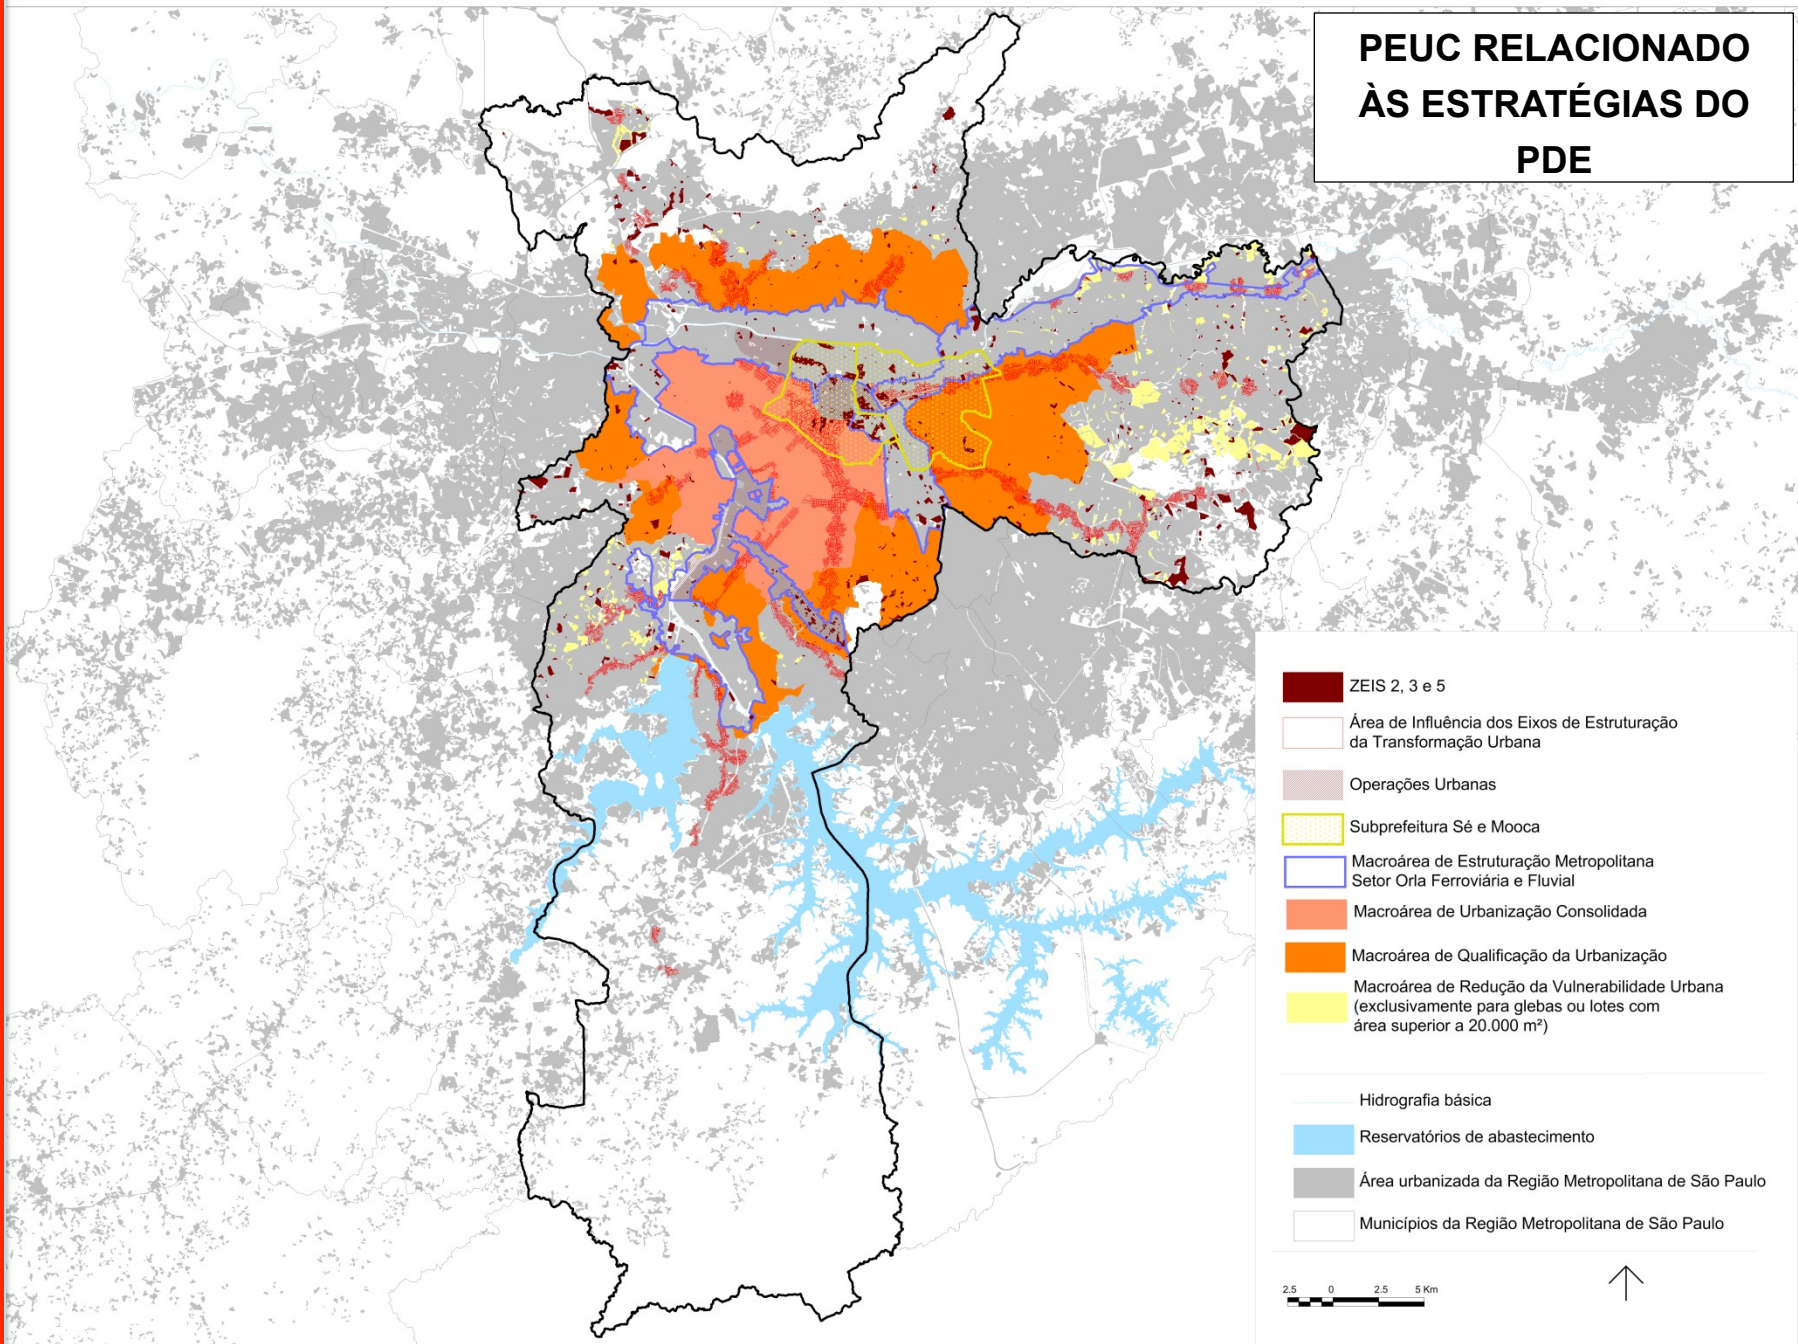 PEUC RELACIONADO
ÀS ESTRATÉGIAS DO
PDE
ZEIS 2, 3 e 5
Área de Influência dos Eixos de Estruturação
da Transformação Urbana
Operações Urbanas
Subprefeitura Sé e Mooca
Macroárea de Estruturação Metropolitana
Setor Orla Ferroviária e Fluvial
Macroárea de Urbanização Consolidada
Macroárea de Qualificação da Urbanização
Macroárea de Redução da Vulnerabilidade Urbana
(exclusivamente para glebas ou lotes com
área superior a 20.000 m²)
Hidrografia básica
Reservatórios de abastecimento
Área urbanizada da Região Metropolitana de São Paulo
Municípios da Região Metropolitana de São Paulo
2.5 0 2.5 5 Km